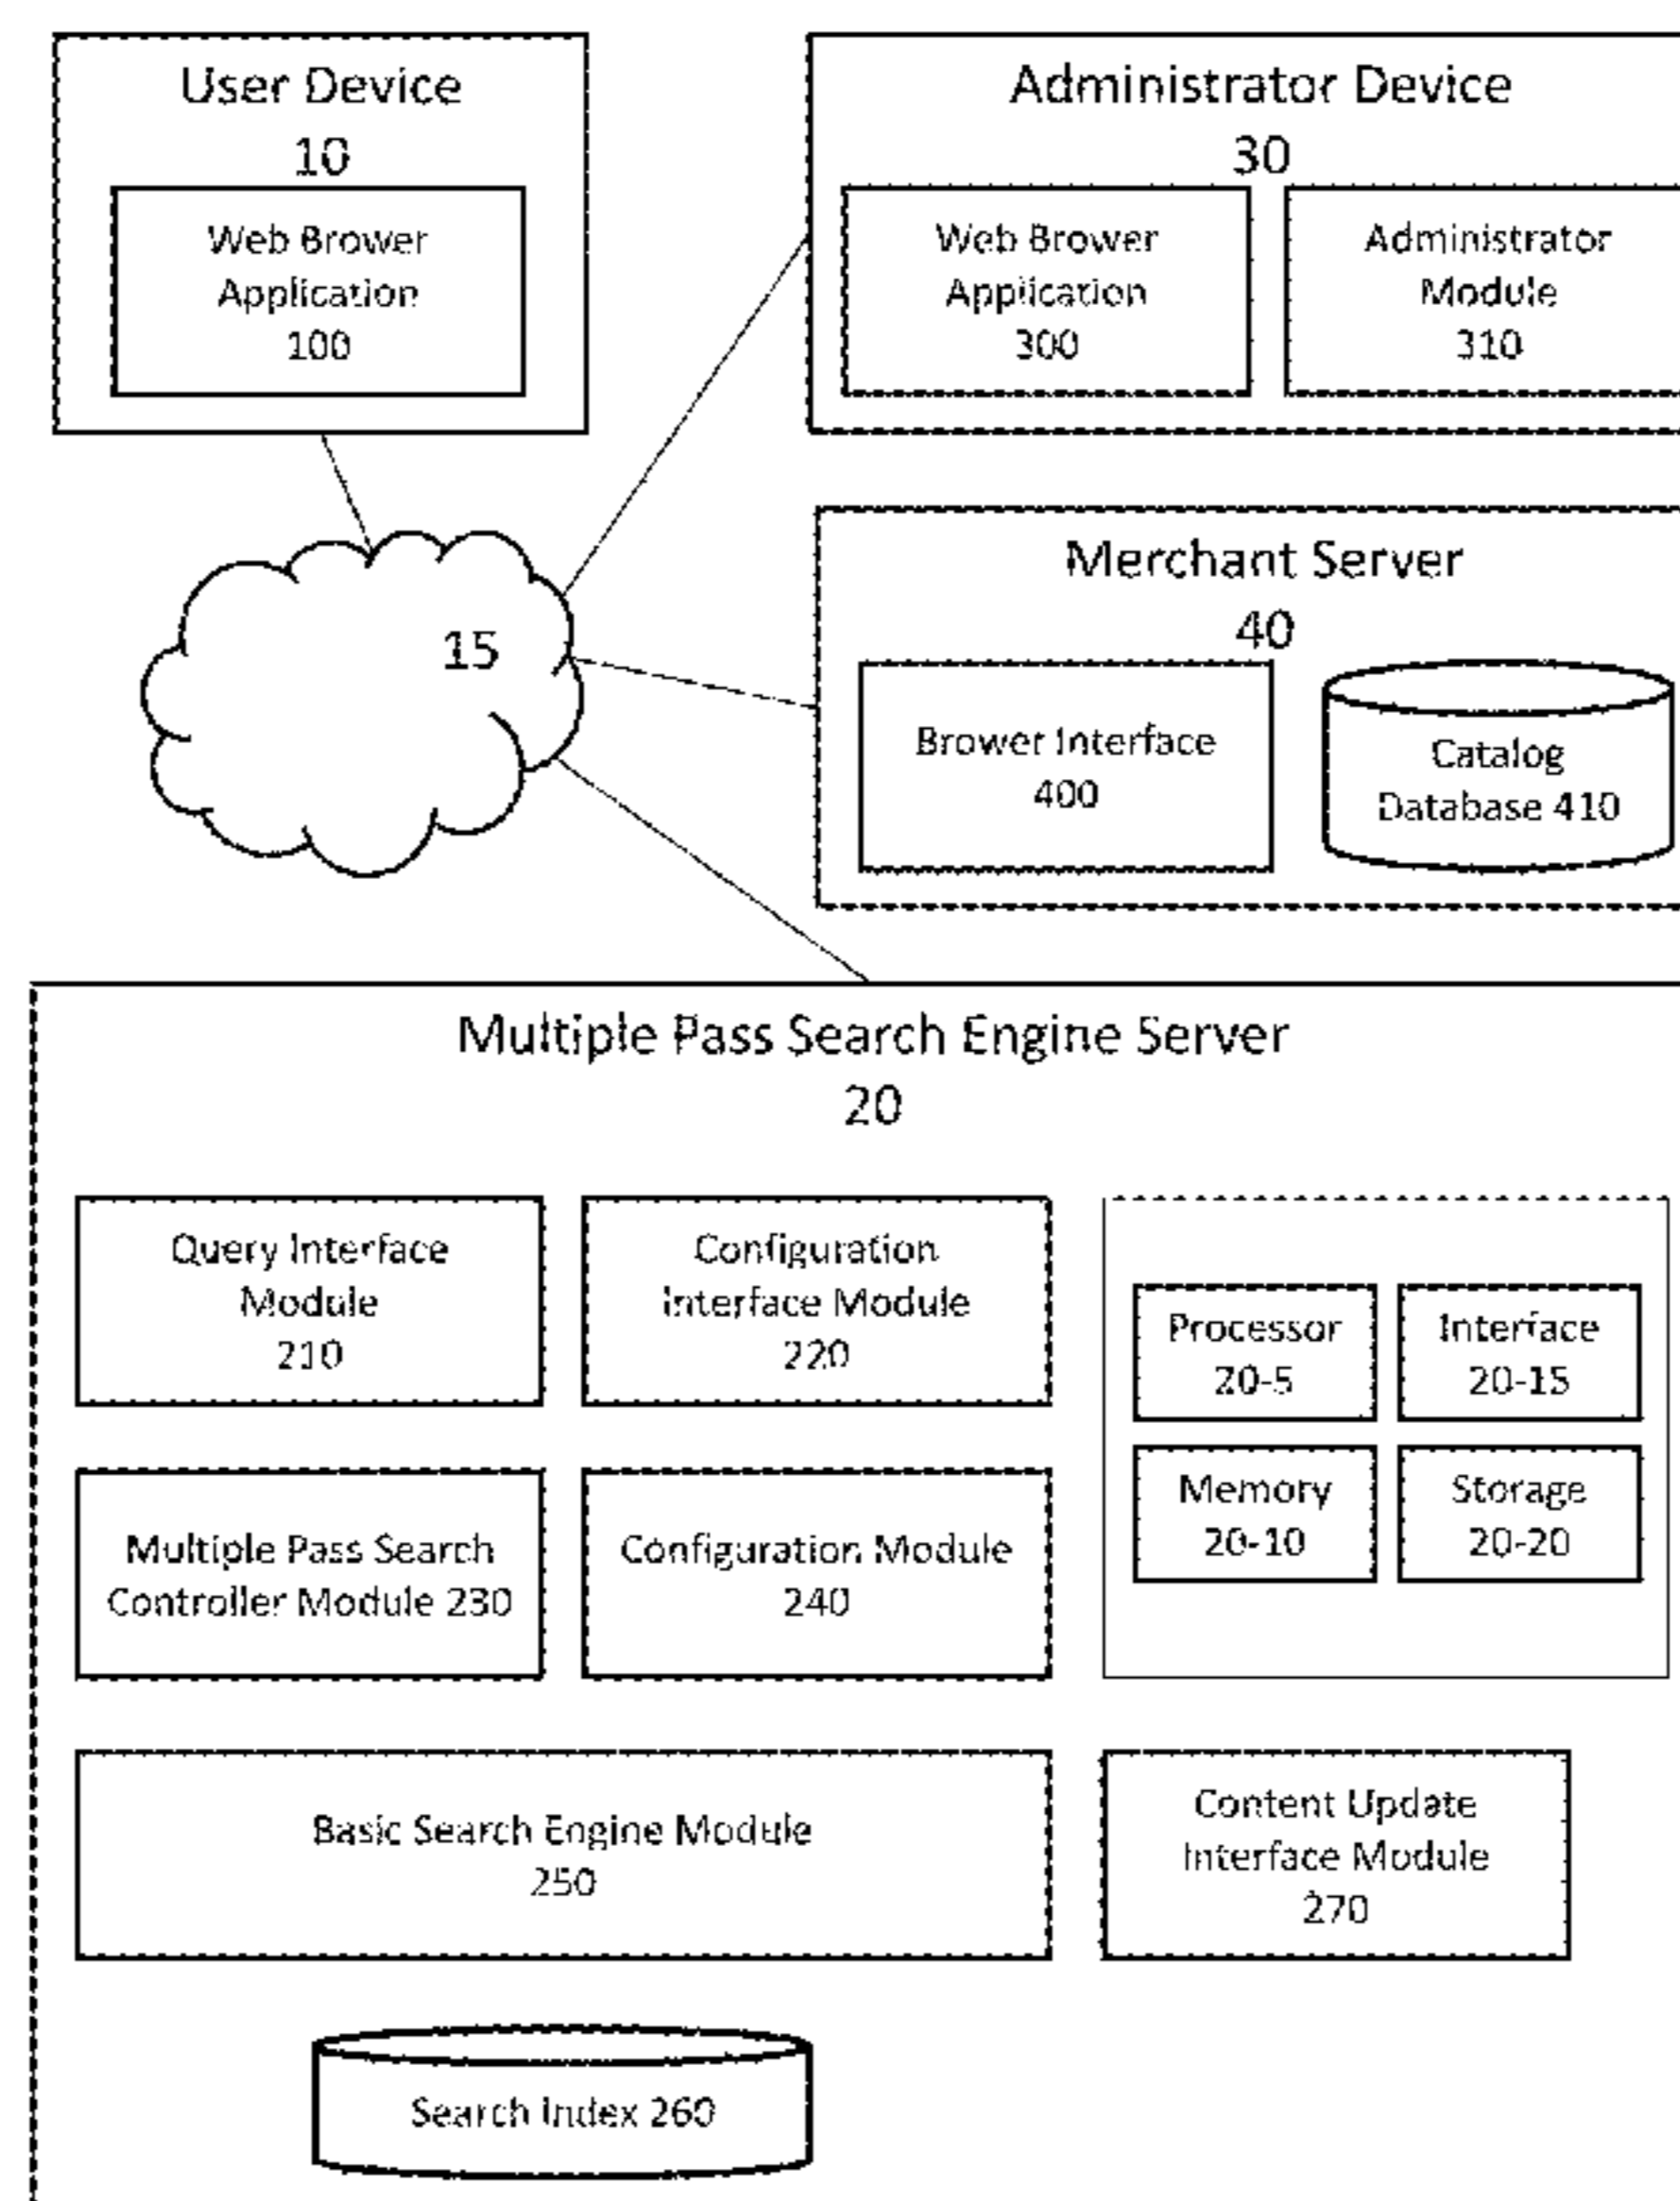 User Device
10
Web Brower
Application
100
Administrator Device
30
Web Brower
Application
300
Administrator
Module
310
15
Merchant Server
40
Brower Interface
400
Catalog
Database 410
Multiple Pass Search Engine Server
20
Query Interface
Module
210
Configuration
Interface Module
220
Processor
20-5
Interface
20-15
Memory
20-10
Storage
20-20
Multiple Pass Search
Controller Module 230
Configuration Module
240
Basic Search Engine Module
250
Content Update
Interface Module
270
Search Index 260